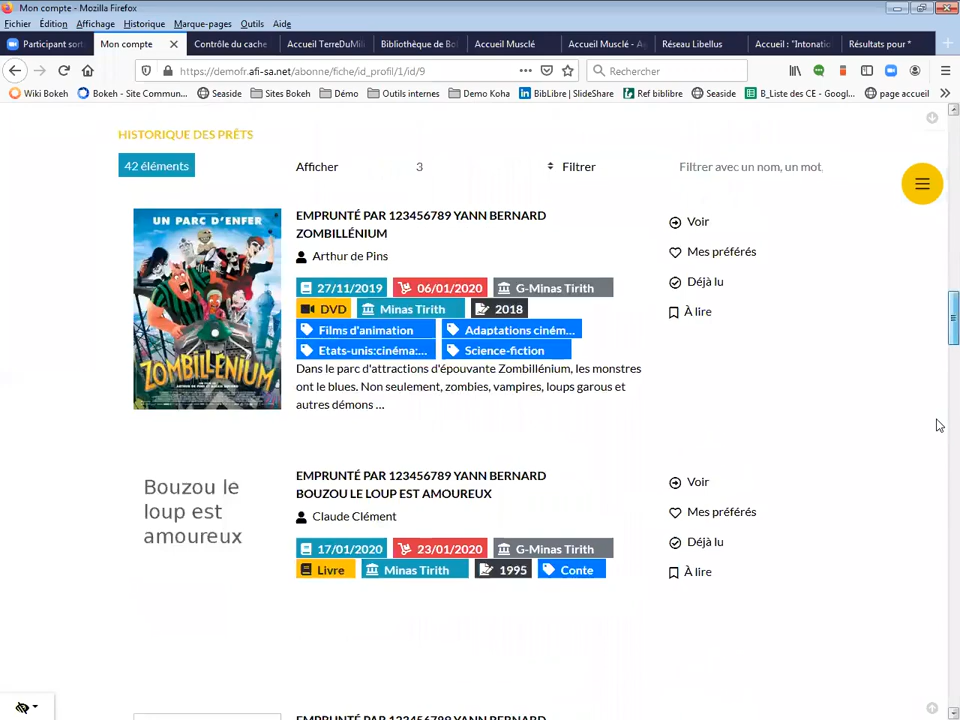 Mon compte - Mozilla Firefox
Fichier Édition Affichage Historique Marque-pages Outils Aide
Participant sort. Mon compte Contrôle du cache Accueil TerreDuMil Bibliothèque de Bol Accueil Musclé Accueil Musclé - Ag Réseau Libellus Accueil : "Intonatio Résultats pour "
https://demofr.afi-sa.net/abonne/fiche/id_profil/1/id/9 Rechercher
Wiki Bokeh Bokeh - Site Commun... Seaside Sites Bokeh Démo Outils internes Demo Koha BibLibre | SlideShare Ref biblibre Seaside B_Liste des CE - Googl... page accueil
HISTORIQUE DES PRÊTS
42 éléments Afficher 3 Filtrer Filtrer avec un nom, un mot,
UN PARC D'ENFER
ZOMBILLÉNIUM
EMPRUNTÉ PAR 123456789 YANN BERNARD
ZOMBILLÉNIUM
Arthur de Pins
27/11/2019 06/01/2020 G-Minas Tirith
DVD Minas Tirith 2018
Films d'animation Adaptations ciném...
Etats-unis:cinéma:... Science-fiction
Dans le parc d'attractions d'épouvante Zombillénium, les monstres
ont le blues. Non seulement, zombies, vampires, loups garous et
autres démons ...
Voir
Mes préférés
Déjà lu
À lire
Bouzou le
loup est
amoureux
EMPRUNTÉ PAR 123456789 YANN BERNARD
BOUZOU LE LOUP EST AMOUREUX
Claude Clément
17/01/2020 23/01/2020 G-Minas Tirith
Livre Minas Tirith 1995 Conte
Voir
Mes préférés
Déjà lu
À lire
EMPRUNTÉ PAR 123456789 YANN BERNARD